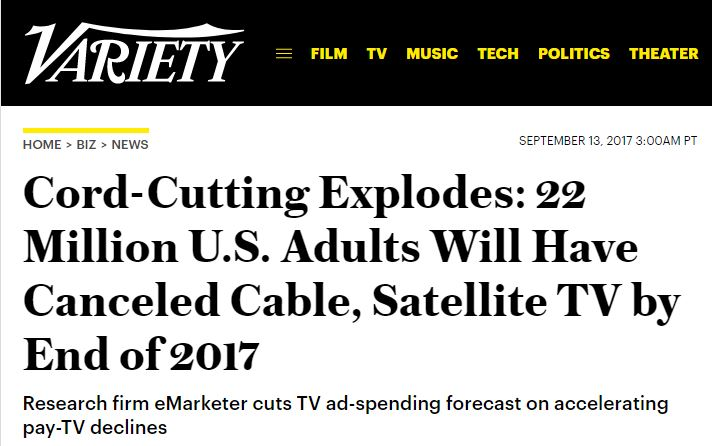 VARIETY
FILM TV MUSIC TECH POLITICS THEATER
HOME > BIZ > NEWS
SEPTEMBER 13, 2017 3:00AM PT
Cord-Cutting Explodes: 22
Million U.S. Adults Will Have
Canceled Cable, Satellite TV by
End of 2017
Research firm eMarketer cuts TV ad-spending forecast on accelerating
pay-TV declines